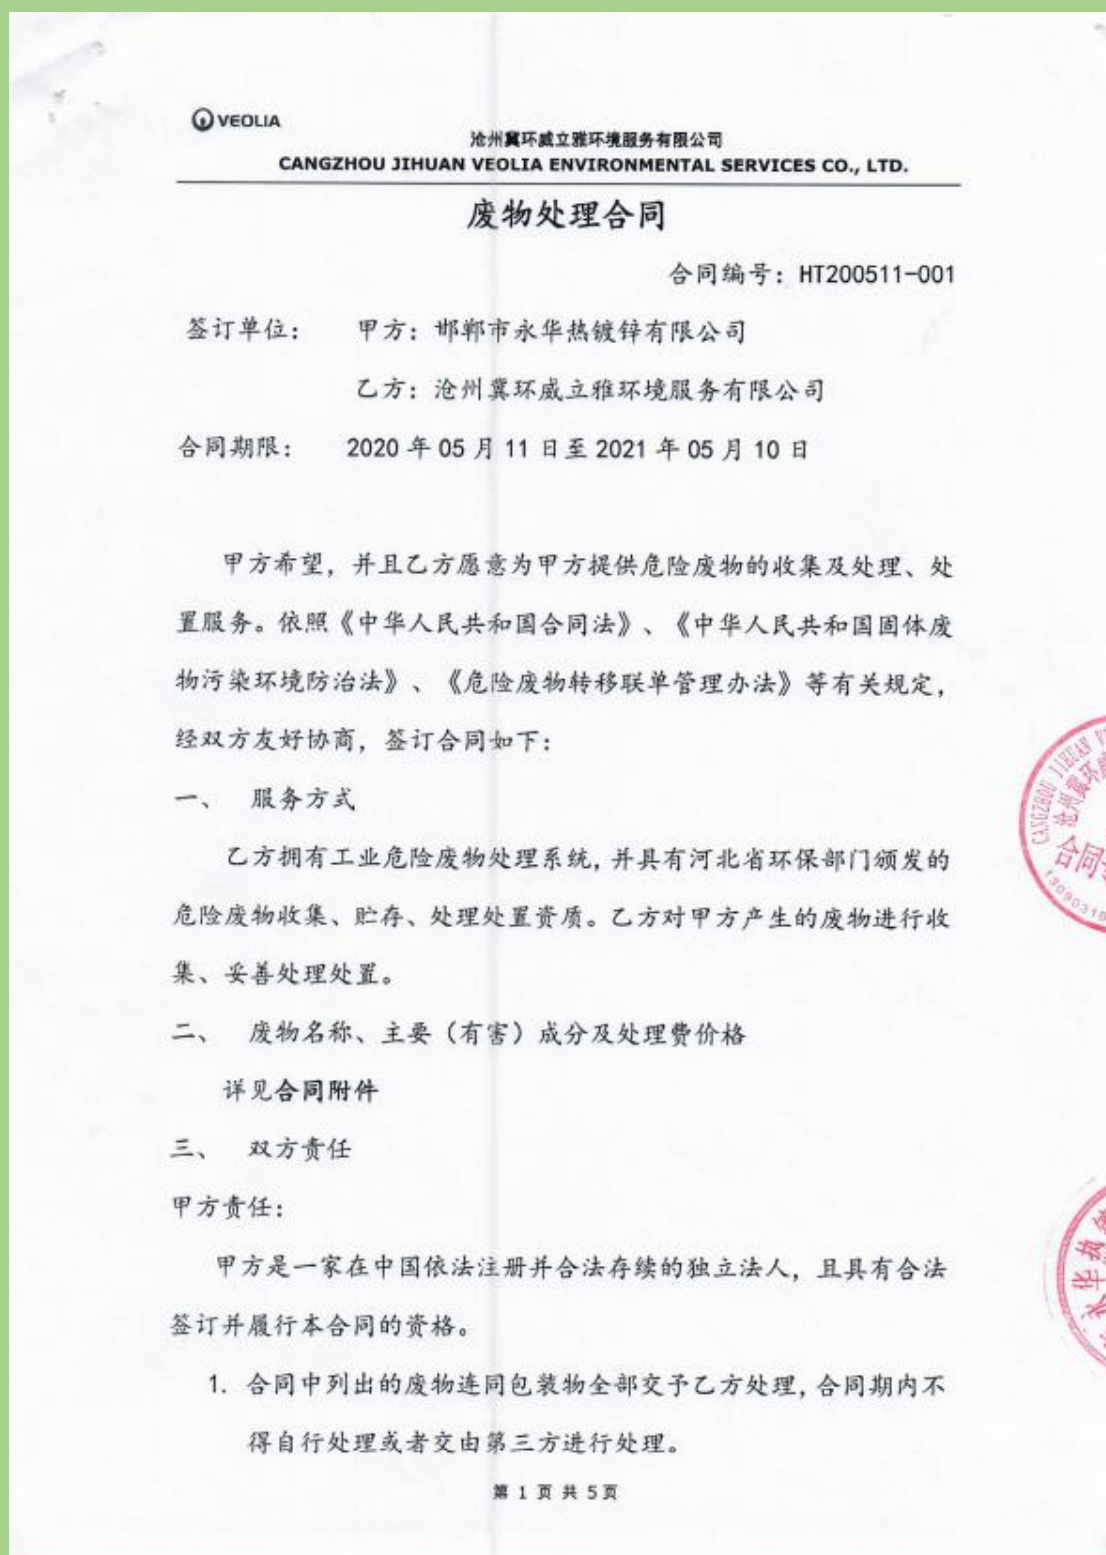 VEOLIA
沧州冀环威立雅环境服务有限公司
CANGZHOU JIHUAN VEOLIA ENVIRONMENTAL SERVICES CO., LTD.
废物处理合同
合同编号：HT200511-001
签订单位： 甲方：邯郸市永华热镀锌有限公司
乙方：沧州冀环威立雅环境服务有限公司
合同期限： 2020 年 05 月 11 日至 2021 年 05 月 10 日
甲方希望，并且乙方愿意为甲方提供危险废物的收集及处理、处
置服务。依照《中华人民共和国合同法》、《中华人民共和国固体废
物污染环境防治法》、《危险废物转移联单管理办法》等有关规定，
经双方友好协商，签订合同如下：
一、 服务方式
乙方拥有工业危险废物处理系统，并具有河北省环保部门颁发的
危险废物收集、贮存、处理处置资质。乙方对甲方产生的废物进行收
集、妥善处理处置。
二、 废物名称、主要（有害）成分及处理费价格
详见合同附件
三、 双方责任
甲方责任：
甲方是一家在中国依法注册并合法存续的独立法人，且具有合法
签订并履行本合同的资格。
1. 合同中列出的废物连同包装物全部交予乙方处理，合同期内不
得自行处理或者交由第三方进行处理。
第 1 页 共 5 页
CANGZHOU JIHUAN
沧州冀环
合同
13090310
永华热